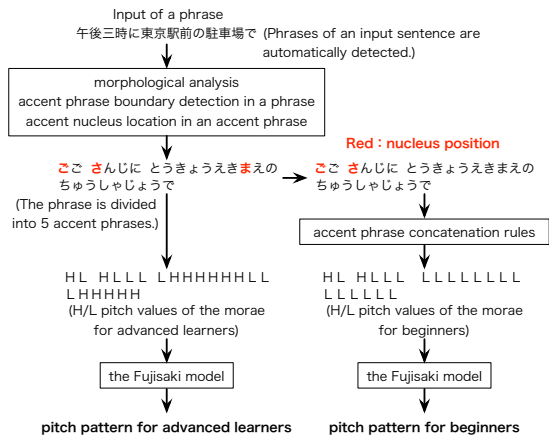 Input of a phrase
午後三時に東京駅前の駐車場で (Phrases of an input sentence are
automatically detected.)
morphological analysis
accent phrase boundary detection in a phrase
accent nucleus location in an accent phrase
Red : nucleus position
ごご さんじに とうきょうえきまえの
ちゅうしゃじょうで
(The phrase is divided
into 5 accent phrases.)
ごご さんじに とうきょうえきまえの
ちゅうしゃじょうで
accent phrase concatenation rules
HL HLLL LHHHHHHLL
LHHHHH
(H/L pitch values of the morae
for advanced learners)
HL HLLL LLLLLLLL
LLLLLL
(H/L pitch values of the morae
for beginners)
the Fujisaki model
the Fujisaki model
pitch pattern for advanced learners
pitch pattern for beginners